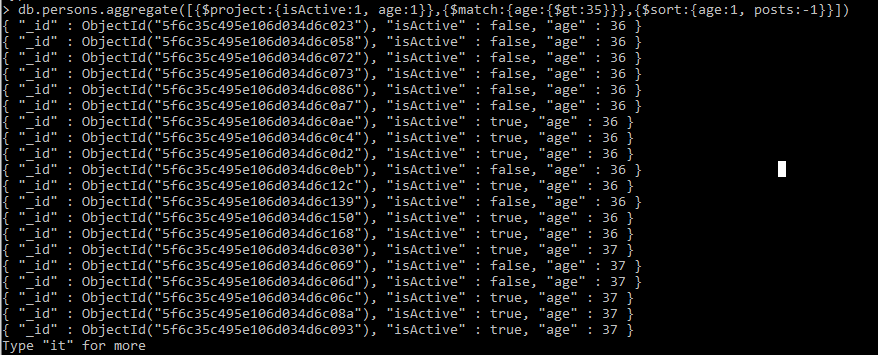 > db.persons.aggregate([{$project:{isActive:1, age:1}},{$match:{age:{$gt:35}}},{$sort:{age:1, posts:-1}}])
{ "_id" : ObjectId("5f6c35c495e106d034d6c023"), "isActive" : false, "age" : 36 }
{ "_id" : ObjectId("5f6c35c495e106d034d6c058"), "isActive" : false, "age" : 36 }
{ "_id" : ObjectId("5f6c35c495e106d034d6c072"), "isActive" : false, "age" : 36 }
{ "_id" : ObjectId("5f6c35c495e106d034d6c073"), "isActive" : false, "age" : 36 }
{ "_id" : ObjectId("5f6c35c495e106d034d6c086"), "isActive" : false, "age" : 36 }
{ "_id" : ObjectId("5f6c35c495e106d034d6c0a7"), "isActive" : false, "age" : 36 }
{ "_id" : ObjectId("5f6c35c495e106d034d6c0ae"), "isActive" : true, "age" : 36 }
{ "_id" : ObjectId("5f6c35c495e106d034d6c0c4"), "isActive" : true, "age" : 36 }
{ "_id" : ObjectId("5f6c35c495e106d034d6c0d2"), "isActive" : true, "age" : 36 }
{ "_id" : ObjectId("5f6c35c495e106d034d6c0eb"), "isActive" : false, "age" : 36 }
{ "_id" : ObjectId("5f6c35c495e106d034d6c12c"), "isActive" : true, "age" : 36 }
{ "_id" : ObjectId("5f6c35c495e106d034d6c139"), "isActive" : false, "age" : 36 }
{ "_id" : ObjectId("5f6c35c495e106d034d6c150"), "isActive" : true, "age" : 36 }
{ "_id" : ObjectId("5f6c35c495e106d034d6c168"), "isActive" : true, "age" : 36 }
{ "_id" : ObjectId("5f6c35c495e106d034d6c030"), "isActive" : true, "age" : 37 }
{ "_id" : ObjectId("5f6c35c495e106d034d6c069"), "isActive" : false, "age" : 37 }
{ "_id" : ObjectId("5f6c35c495e106d034d6c06d"), "isActive" : false, "age" : 37 }
{ "_id" : ObjectId("5f6c35c495e106d034d6c06c"), "isActive" : true, "age" : 37 }
{ "_id" : ObjectId("5f6c35c495e106d034d6c08a"), "isActive" : true, "age" : 37 }
{ "_id" : ObjectId("5f6c35c495e106d034d6c093"), "isActive" : true, "age" : 37 }
Type "it" for more